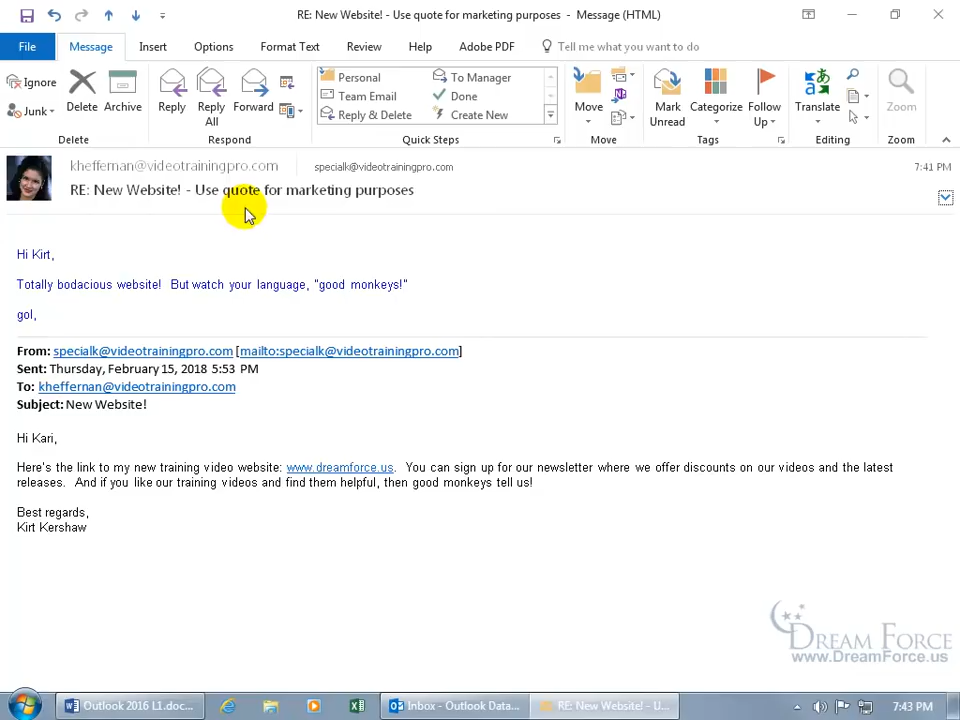 RE: New Website! - Use quote for marketing purposes - Message (HTML)
File Message Insert Options Format Text Review Help Adobe PDF Tell me what you want to do
Ignore
Junk
Delete
Archive
Reply
Reply All
Forward
Personal
Team Email
Reply & Delete
To Manager
Done
Create New
Move
Mark Unread
Categorize
Follow Up
Translate
Zoom
Delete Respond Quick Steps Move Tags Editing Zoom
kheffernan@videotrainingpro.com specialk@videotrainingpro.com 7:41 PM
RE: New Website! - Use quote for marketing purposes
Hi Kirt,
Totally bodacious website! But watch your language, "good monkeys!"
gol,
From: specialk@videotrainingpro.com [mailto:specialk@videotrainingpro.com]
Sent: Thursday, February 15, 2018 5:53 PM
To: kheffernan@videotrainingpro.com
Subject: New Website!
Hi Kari,
Here's the link to my new training video website: www.dreamforce.us. You can sign up for our newsletter where we offer discounts on our videos and the latest
releases. And if you like our training videos and find them helpful, then good monkeys tell us!
Best regards,
Kirt Kershaw
DREAM FORCE
www.DreamForce.us
Outlook 2016 L1.doc... Inbox - Outlook Data... RE: New Website! - U... 7:43 PM